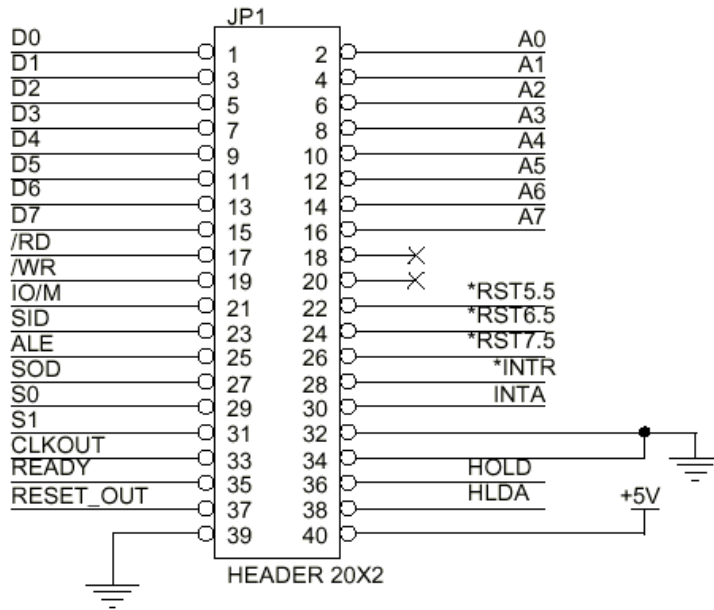 JP1
D0 1 2 A0
D1 3 4 A1
D2 5 6 A2
D3 7 8 A3
D4 9 10 A4
D5 11 12 A5
D6 13 14 A6
D7 15 16 A7
/RD 17 18
/WR 19 20
IO/M 21 22 *RST5.5
SID 23 24 *RST6.5
ALE 25 26 *RST7.5
SOD 27 28 *INTR
S0 29 30 INTA
S1 31 32
CLKOUT 33 34
READY 35 36 HOLD
RESET_OUT 37 38 HLDA
39 40 +5V
HEADER 20X2